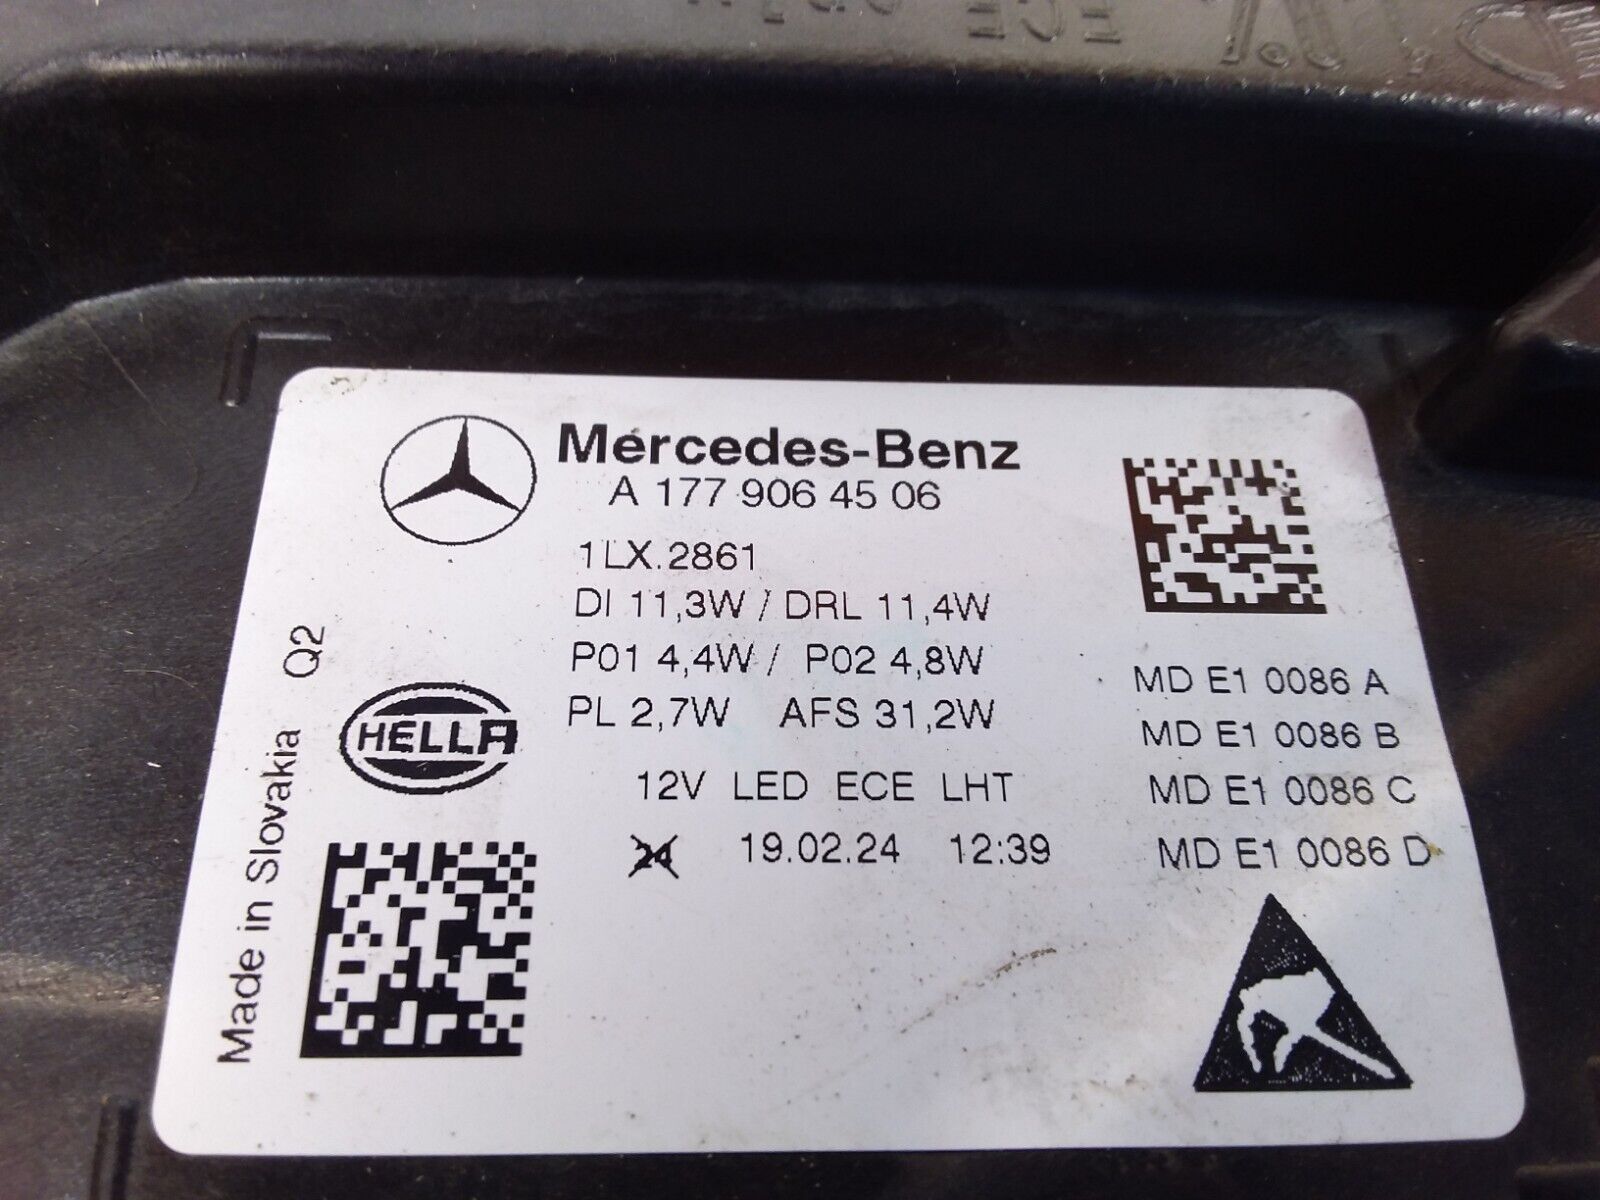 Mercedes-Benz
A 177 906 45 06
1LX.2861
DI 11,3W / DRL 11,4W
P01 4,4W / P02 4,8W
PL 2,7W AFS 31,2W
12V LED ECE LHT
24 19.02.24 12:39
HELLA
Made in Slovakia Q2
MD E1 0086 A
MD E1 0086 B
MD E1 0086 C
MD E1 0086 D